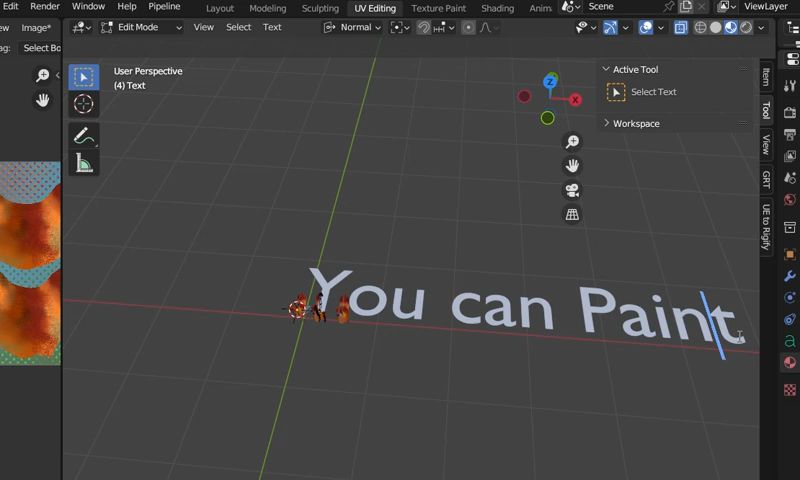 Edit Render Window Help Pipeline Layout Modeling Sculpting UV Editing Texture Paint Shading Anim Scene ViewLayer
ew Image* Edit Mode View Select Text Normal
ag: Select Bo
User Perspective
(4) Text
Z
X
Active Tool
Select Text
Workspace
Item
Tool
View
GRT
UE to Rigify
You can Paint